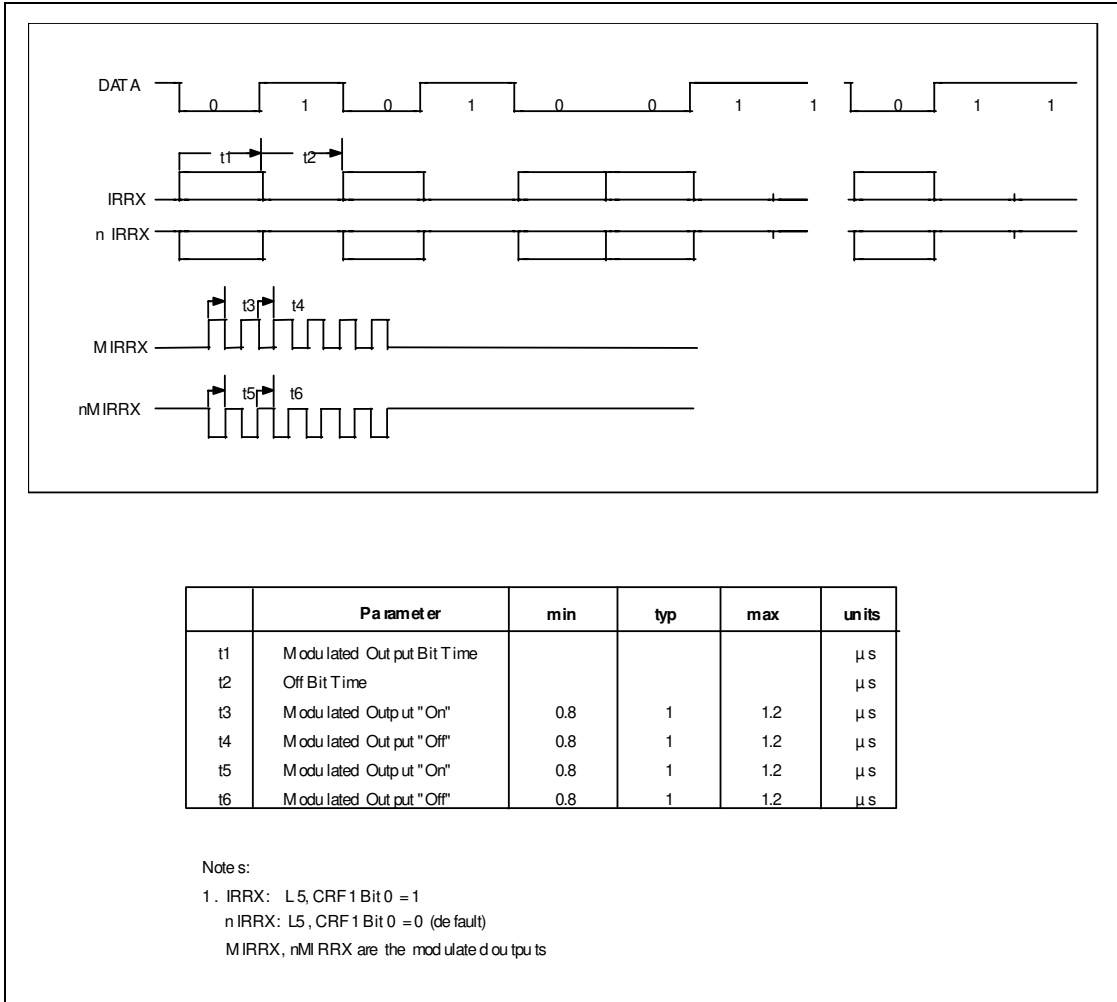 DATA 0 1 0 1 0 0 1 1 0 1 1
t1 t2
IRRX
n IRRX
t3 t4
MIRRX
t5 t6
nMIRRX
Parameter min typ max units
t1 Modulated Output Bit Time µs
t2 Off Bit Time µs
t3 Modulated Output "On" 0.8 1 1.2 µs
t4 Modulated Output "Off" 0.8 1 1.2 µs
t5 Modulated Output "On" 0.8 1 1.2 µs
t6 Modulated Output "Off" 0.8 1 1.2 µs
Notes:
1. IRRX: L5, CRF1 Bit 0 = 1
nIRRX: L5, CRF1 Bit 0 = 0 (default)
MIRRX, nMIRRX are the modulated outputs